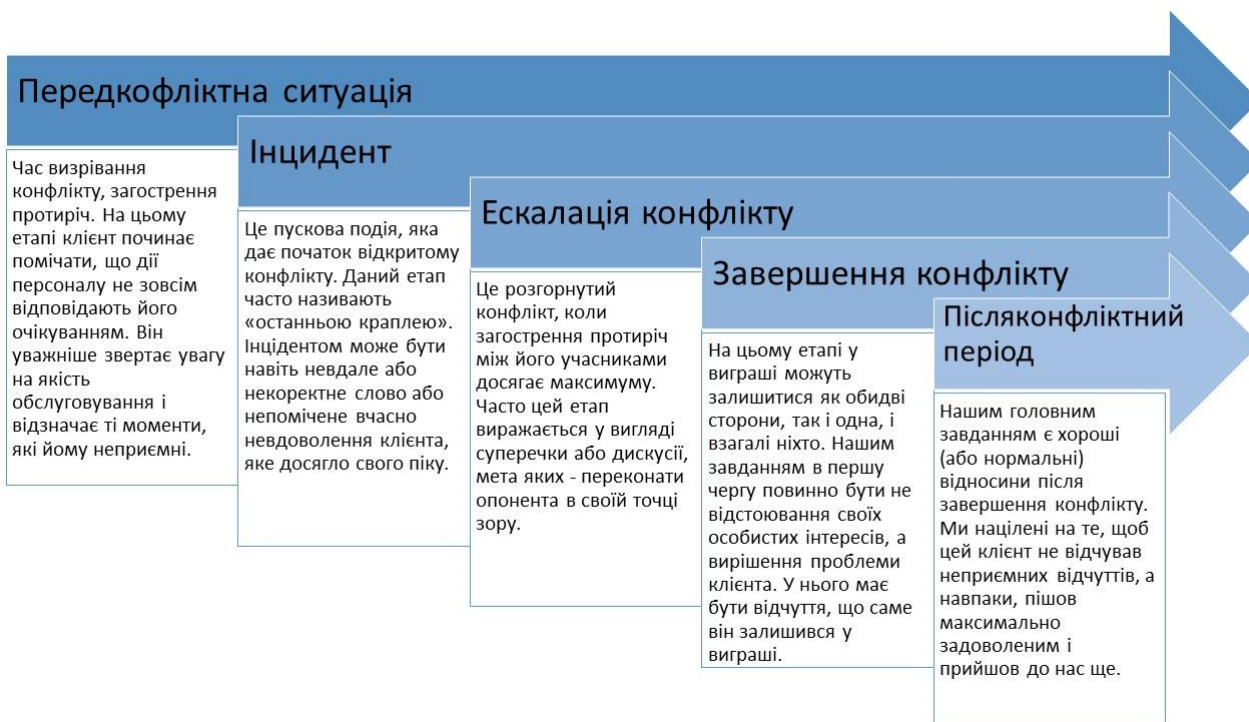 Передкофліктна ситуація
Час визрівання
конфлікту, загострення
протиріч. На цьому
етапі клієнт починає
помічати, що дії
персоналу не зовсім
відповідають його
очікуванням. Він
уважніше звертає увагу
на якість
обслуговування і
відзначає ті моменти,
які йому неприємні.
Інцидент
Це пускова подія, яка
дає початок відкритому
конфлікту. Даний етап
часто називають
«останньою краплею».
Інцідентом може бути
навіть невдале або
некоректне слово або
непомічене вчасно
невдоволення клієнта,
яке досягло свого піку.
Ескалація конфлікту
Це розгорнутий
конфлікт, коли
загострення протиріч
між його учасниками
досягає максимуму.
Часто цей етап
виражається у вигляді
суперечки або дискусії,
мета яких - переконати
опонента в своїй точці
зору.
Завершення конфлікту
На цьому етапі у
виграші можуть
залишитися як обидві
сторони, так і одна, і
взагалі ніхто. Нашим
завданням в першу
чергу повинно бути не
відстоювання своїх
особистих інтересів, а
вирішення проблеми
клієнта. У нього має
бути відчуття, що саме
він залишився у
виграші.
Післяконфліктний
період
Нашим головним
завданням є хороші
(або нормальні)
відносини після
завершення конфлікту.
Ми націлені на те, щоб
цей клієнт не відчував
неприємних відчуттів, а
навпаки, пішов
максимально
задоволеним і
прийшов до нас ще.